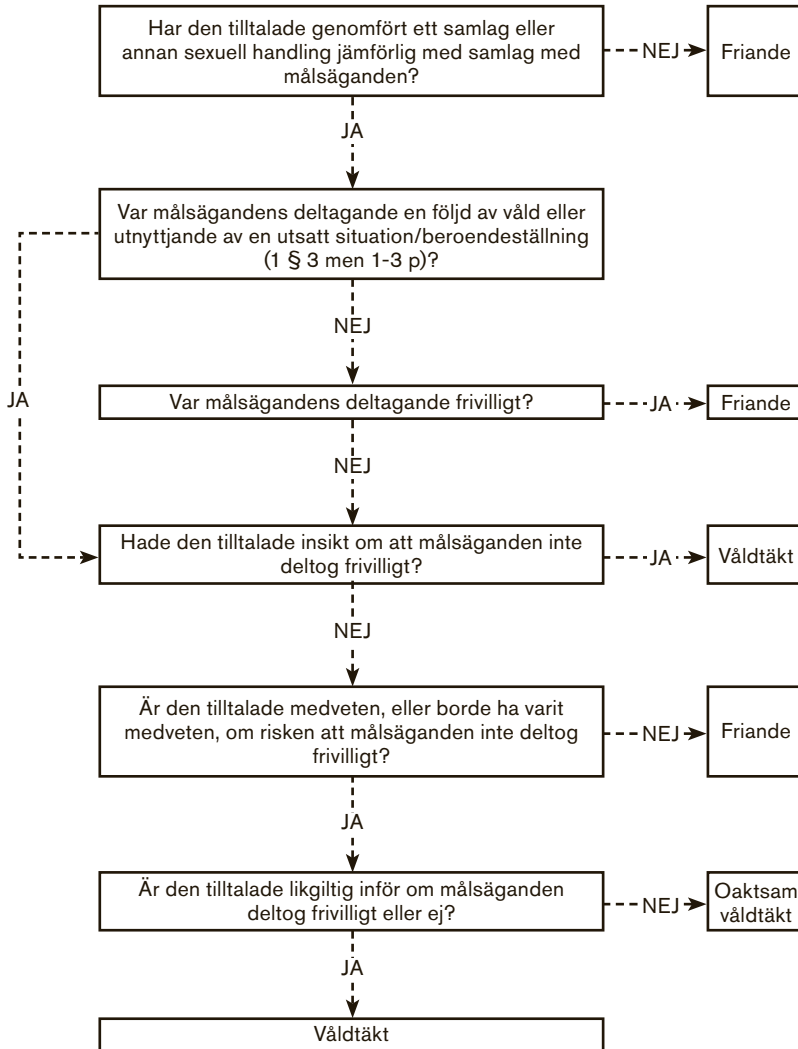 Har den tilltalade genomfört ett samlag eller
annan sexuell handling jämförlig med samlag med
målsäganden?
NEJ
Friande
JA
Var målsägandens deltagande en följd av våld eller
utnyttjande av en utsatt situation/beroendeställning
(1 § 3 men 1-3 p)?
NEJ
JA
Var målsägandens deltagande frivilligt?
JA
Friande
NEJ
Hade den tilltalade insikt om att målsäganden inte
deltog frivilligt?
JA
Våldtäkt
NEJ
Är den tilltalade medveten, eller borde ha varit
medveten, om risken att målsäganden inte deltog
frivilligt?
NEJ
Friande
JA
Är den tilltalade likgiltig inför om målsäganden
deltog frivilligt eller ej?
NEJ
Oaktsam
våldtäkt
JA
Våldtäkt